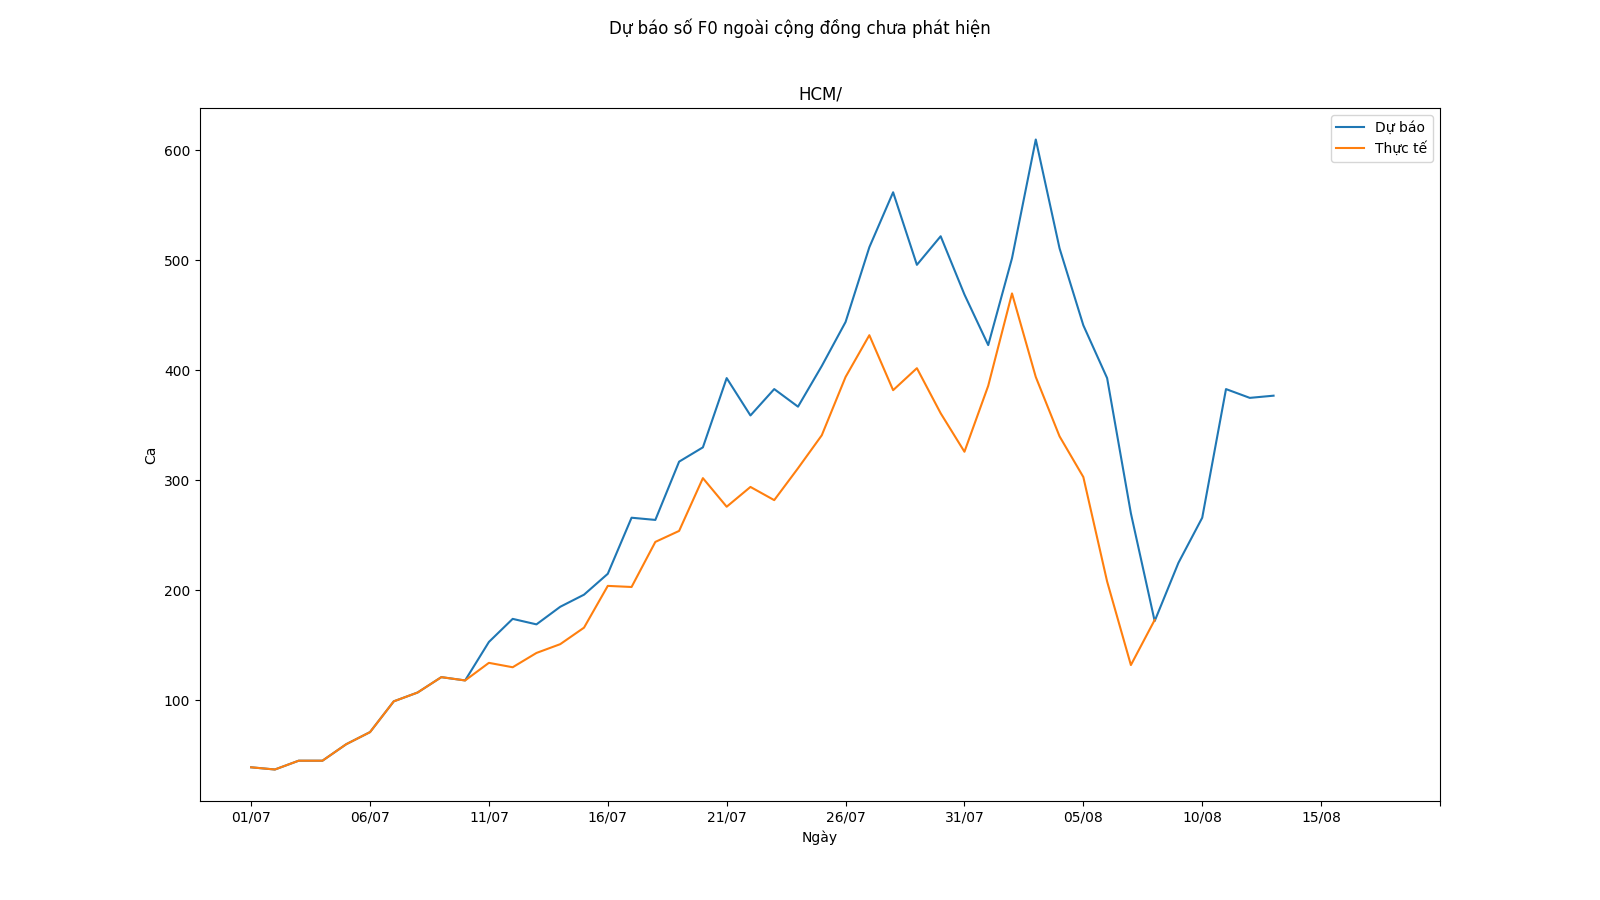 Dự báo số F0 ngoài cộng đồng chưa phát hiện
HCM/
Dự báo
Thực tế
600
500
400
300
200
100
Ca
01/07 06/07 11/07 16/07 21/07 26/07 31/07 05/08 10/08 15/08
Ngày